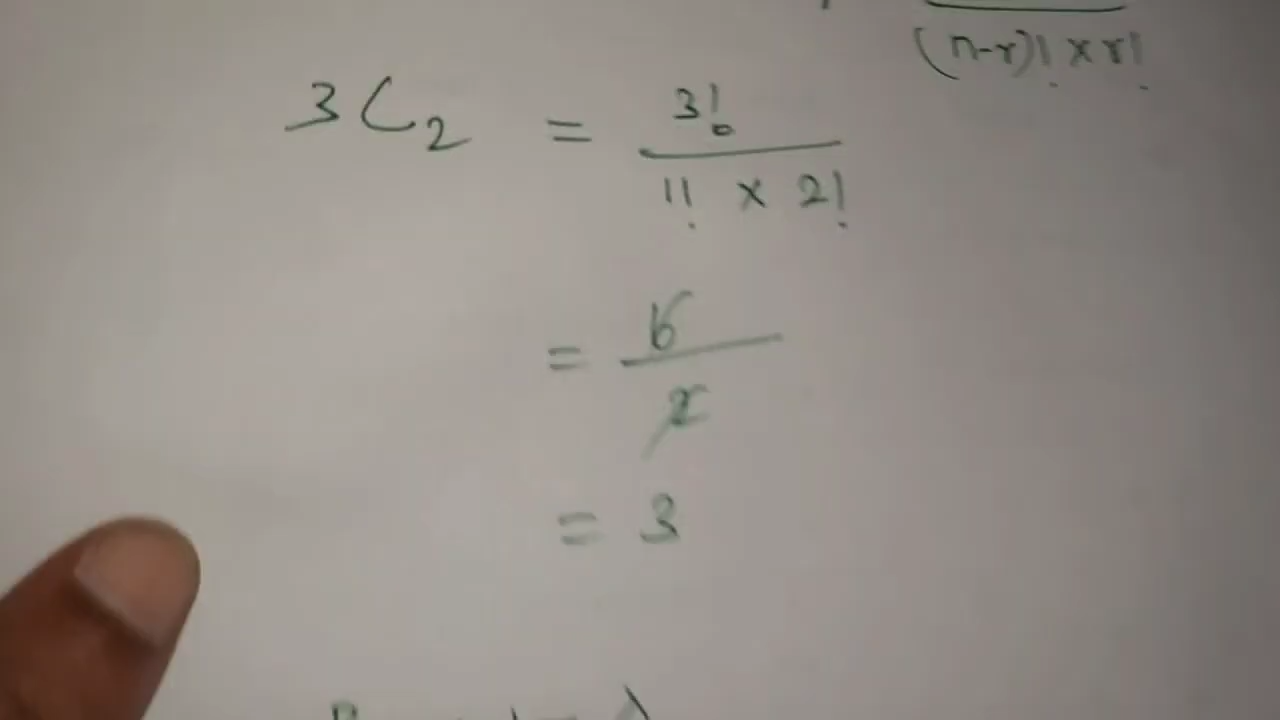 (n-r)! x r!
3C2 = 3! / 1! x 2!
= 6 / 2
= 3